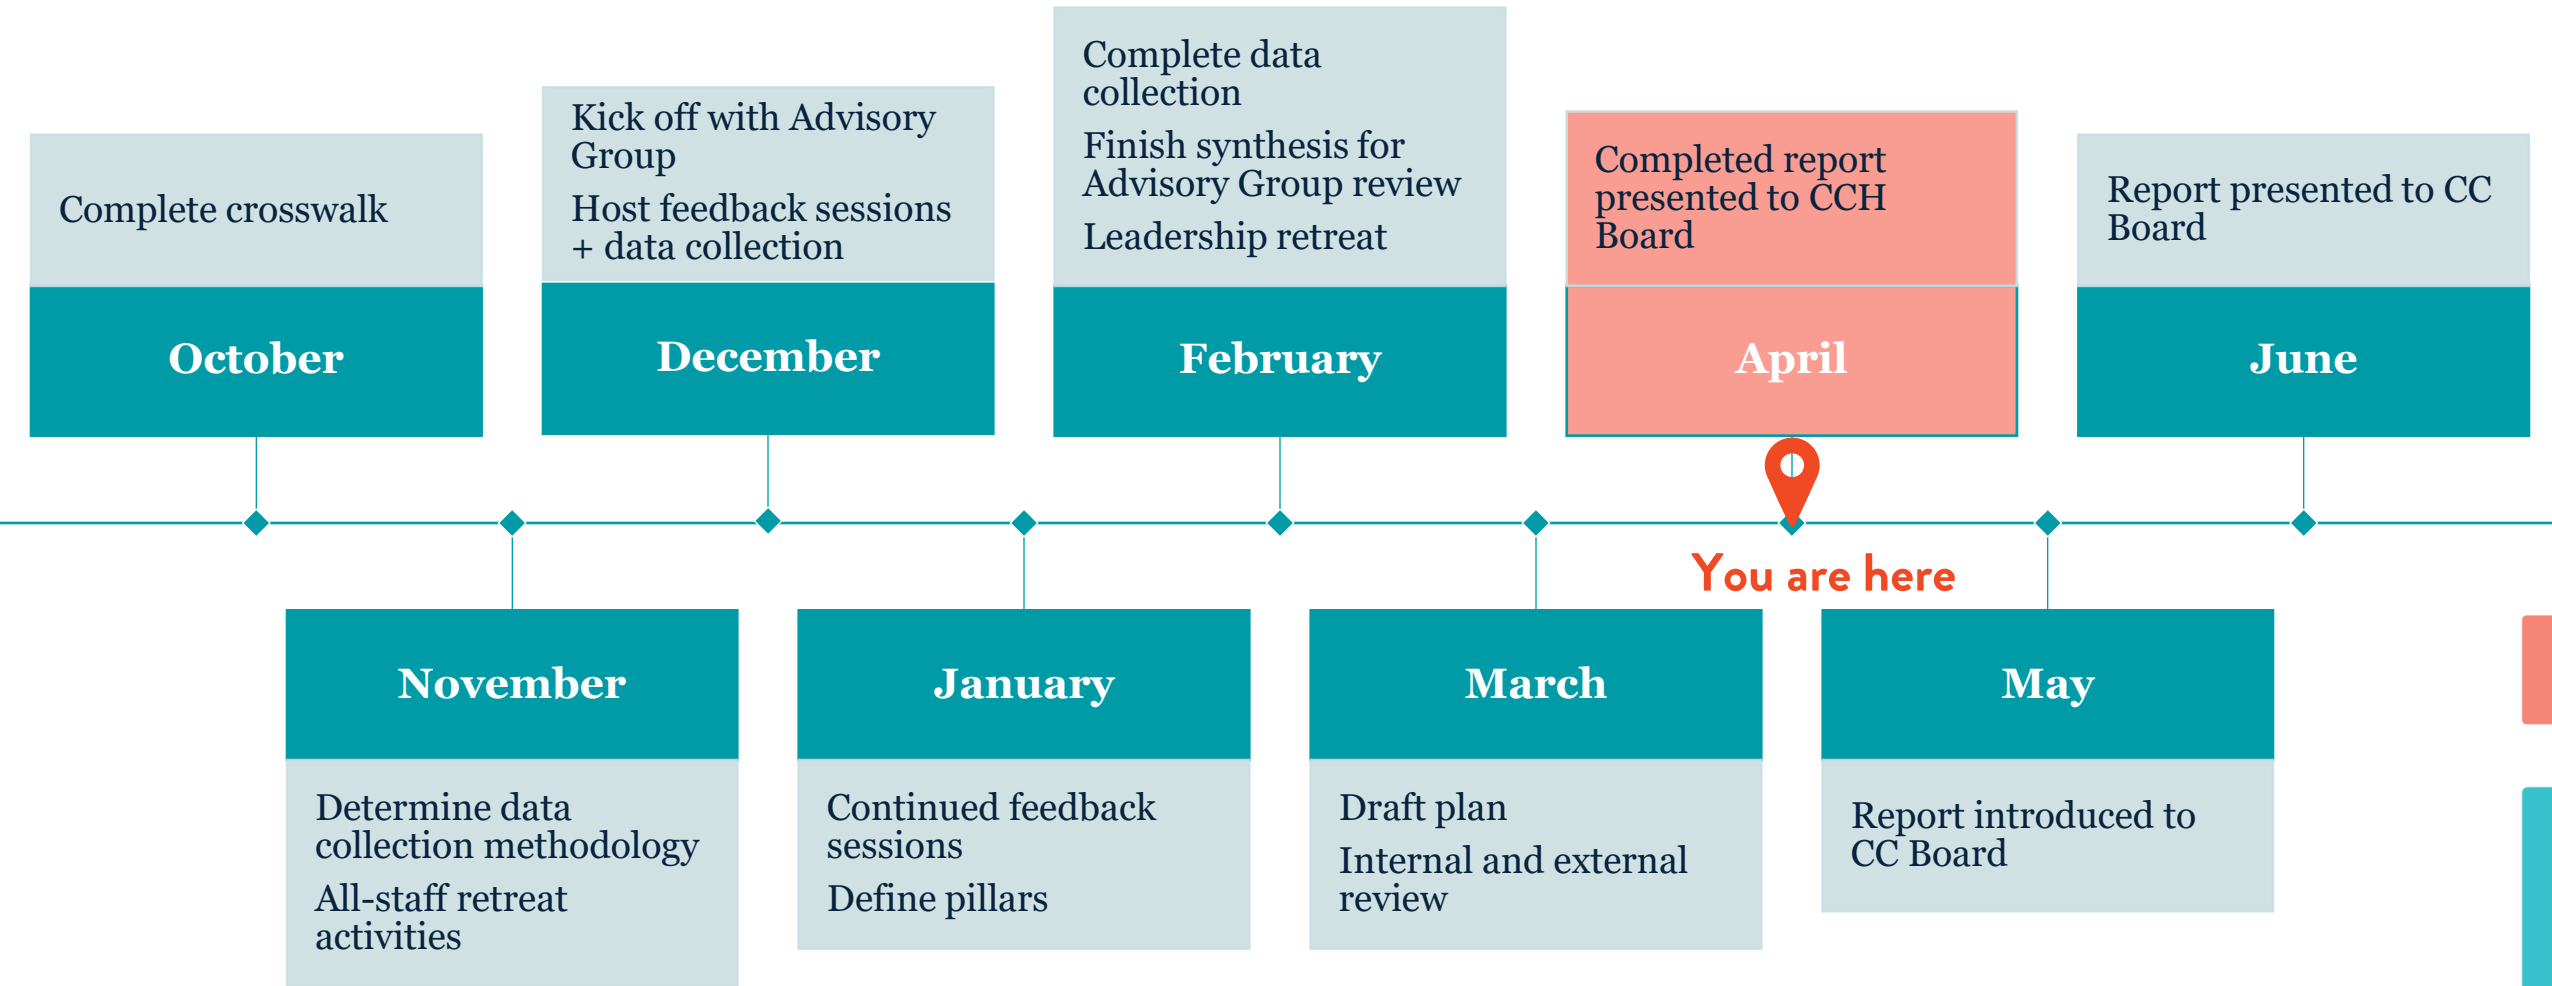 Complete crosswalk
October
Kick off with Advisory
Group
Host feedback sessions
+ data collection
December
Complete data
collection
Finish synthesis for
Advisory Group review
Leadership retreat
February
Completed report
presented to CCH
Board
April
Report presented to CC
Board
June
You are here
November
Determine data
collection methodology
All-staff retreat
activities
January
Continued feedback
sessions
Define pillars
March
Draft plan
Internal and external
review
May
Report introduced to
CC Board